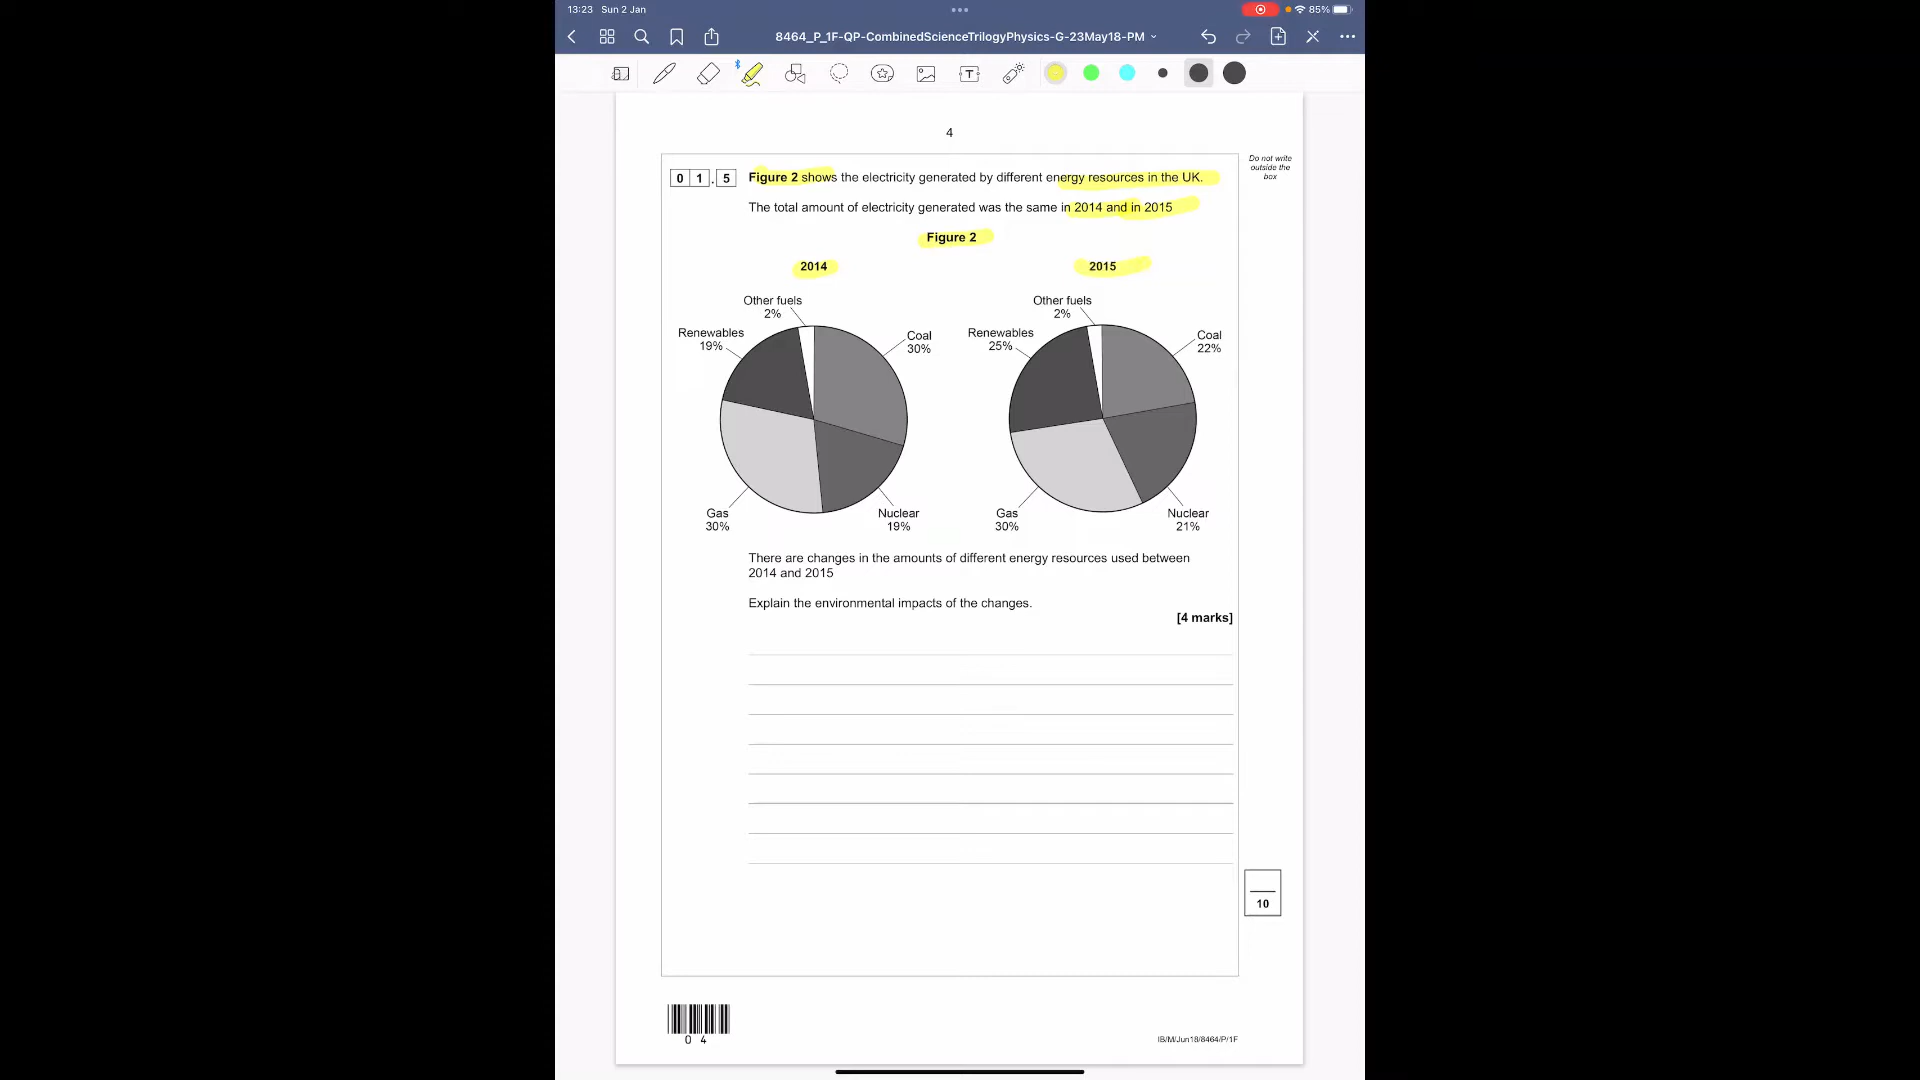 13:23 Sun 2 Jan
85%
8464_P_1F-QP-CombinedScienceTrilogyPhysics-G-23May18-PM
T
4
Do not write
outside the
box
0 1 . 5 Figure 2 shows the electricity generated by different energy resources in the UK.
The total amount of electricity generated was the same in 2014 and in 2015
Figure 2
2014 2015
Other fuels
2%
Renewables
19%
Coal
30%
Gas
30%
Nuclear
19%
Other fuels
2%
Renewables
25%
Coal
22%
Gas
30%
Nuclear
21%
There are changes in the amounts of different energy resources used between
2014 and 2015
Explain the environmental impacts of the changes.
[4 marks]
10
0 4
IB/M/Jun18/8464/P/1F